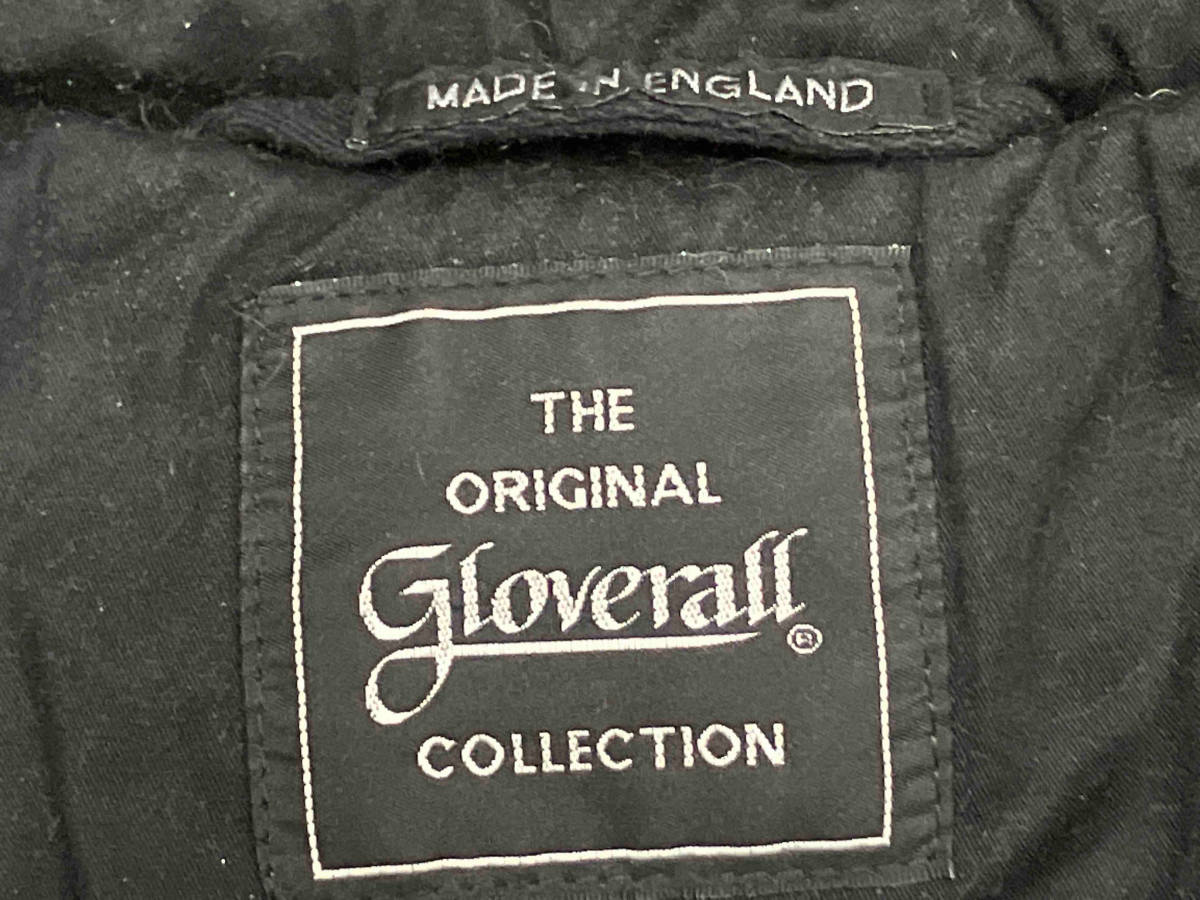 MADE IN ENGLAND
THE
ORIGINAL
Gloverall®
COLLECTION